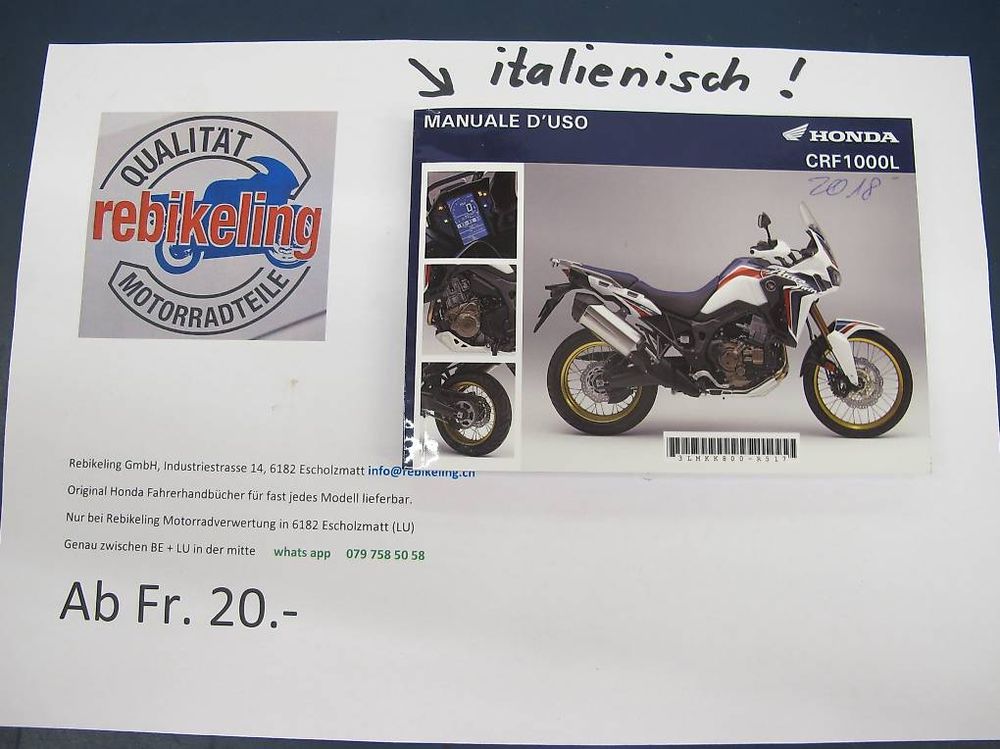 italienisch !
QUALITÄT
rebikeling
MOTORRADTEILE
MANUALE D'USO
HONDA
CRF1000L
2018
3LMKK800-R517
Rebikeling GmbH, Industriestrasse 14, 6182 Escholzmatt info@rebikeling.ch
Original Honda Fahrerhandbücher für fast jedes Modell lieferbar.
Nur bei Rebikeling Motorradverwertung in 6182 Escholzmatt (LU)
Genau zwischen BE + LU in der mitte whats app 079 758 50 58
Ab Fr. 20.-